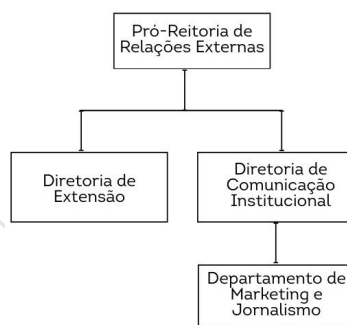 Pró-Reitoria de
Relações Externas
Diretoria de
Extensão
Diretoria de
Comunicação
Institucional
Departamento de
Marketing e
Jornalismo